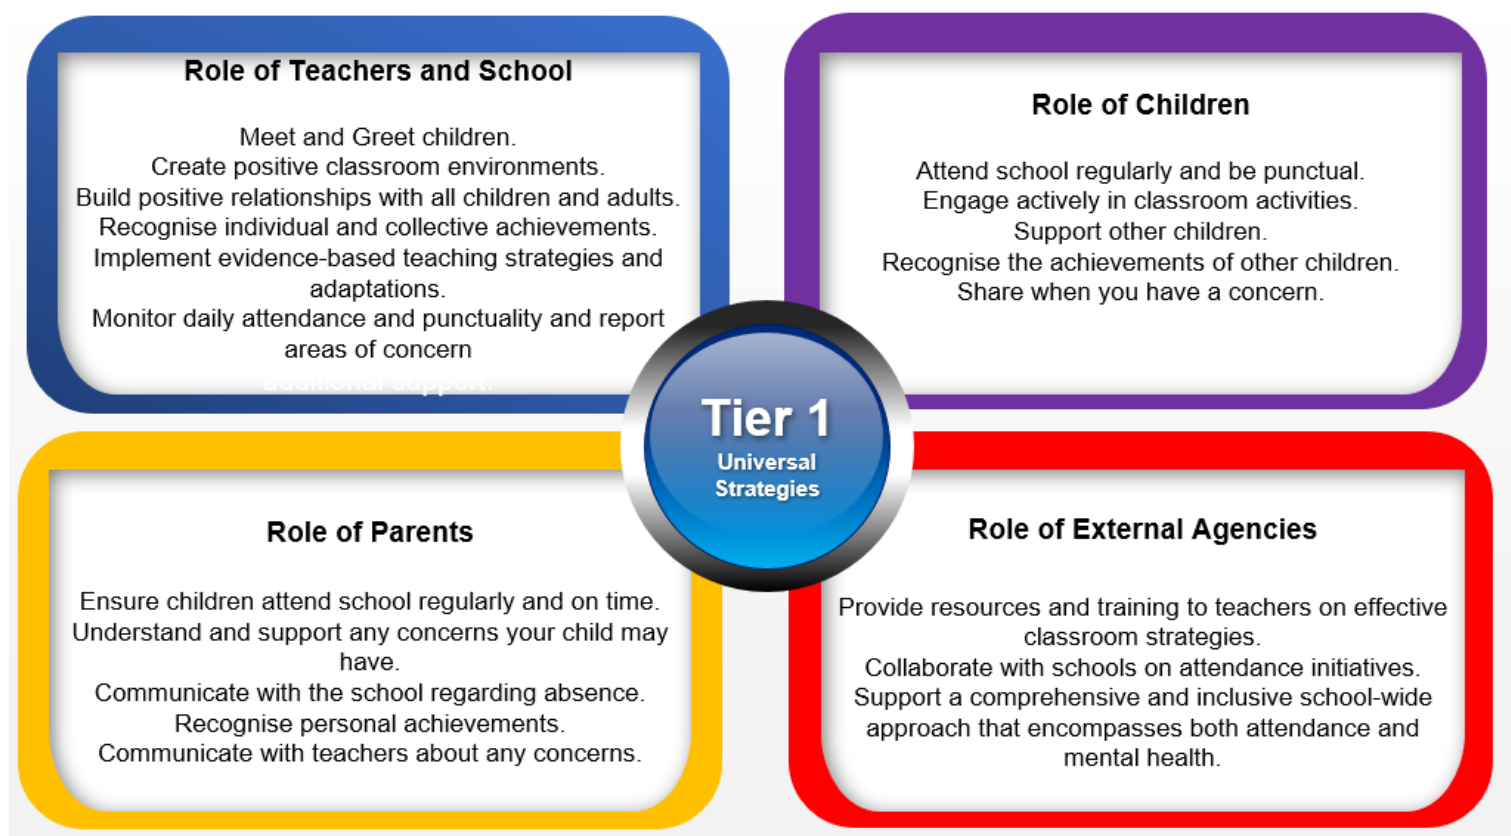 Role of Teachers and School
Meet and Greet children.
Create positive classroom environments.
Build positive relationships with all children and adults.
Recognise individual and collective achievements.
Implement evidence-based teaching strategies and
adaptations.
Monitor daily attendance and punctuality and report
areas of concern
additional support.
Role of Children
Attend school regularly and be punctual.
Engage actively in classroom activities.
Support other children.
Recognise the achievements of other children.
Share when you have a concern.
Tier 1
Universal
Strategies
Role of Parents
Ensure children attend school regularly and on time.
Understand and support any concerns your child may
have.
Communicate with the school regarding absence.
Recognise personal achievements.
Communicate with teachers about any concerns.
Role of External Agencies
Provide resources and training to teachers on effective
classroom strategies.
Collaborate with schools on attendance initiatives.
Support a comprehensive and inclusive school-wide
approach that encompasses both attendance and
mental health.